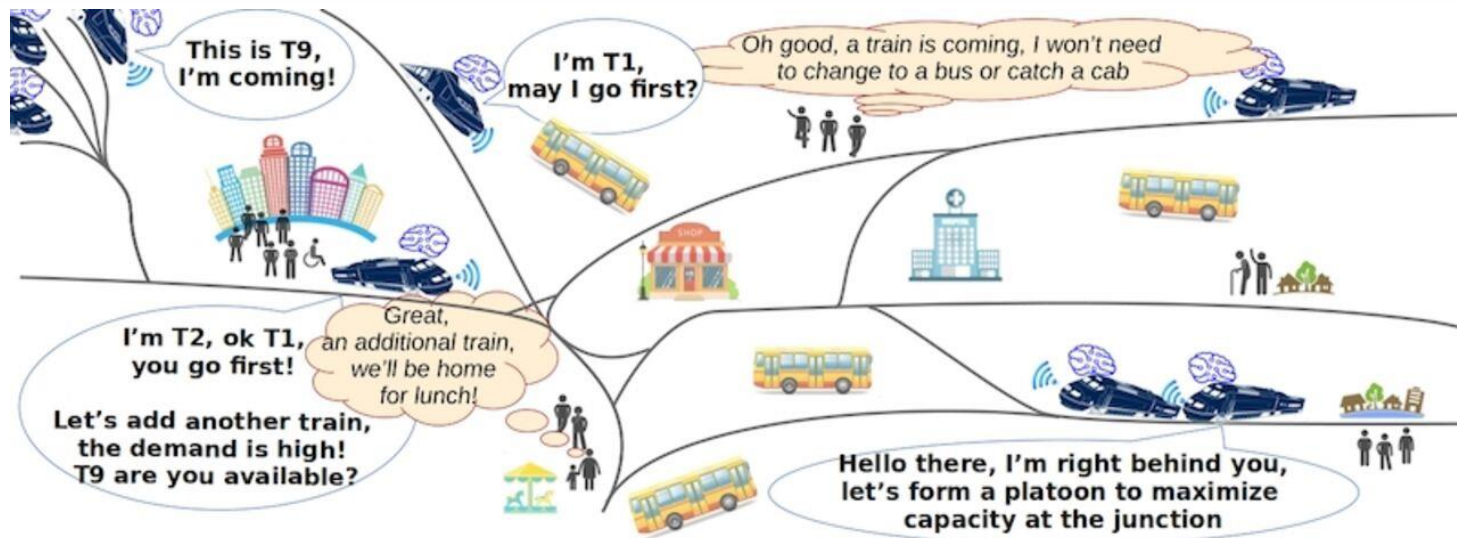 This is T9,
I'm coming!
I'm T1,
may I go first?
Oh good, a train is coming, I won't need
to change to a bus or catch a cab
SHOP
HOSPITAL
I'm T2, ok T1,
you go first!
Let's add another train,
the demand is high!
T9 are you available?
Great,
an additional train,
we'll be home
for lunch!
Hello there, I'm right behind you,
let's form a platoon to maximize
capacity at the junction